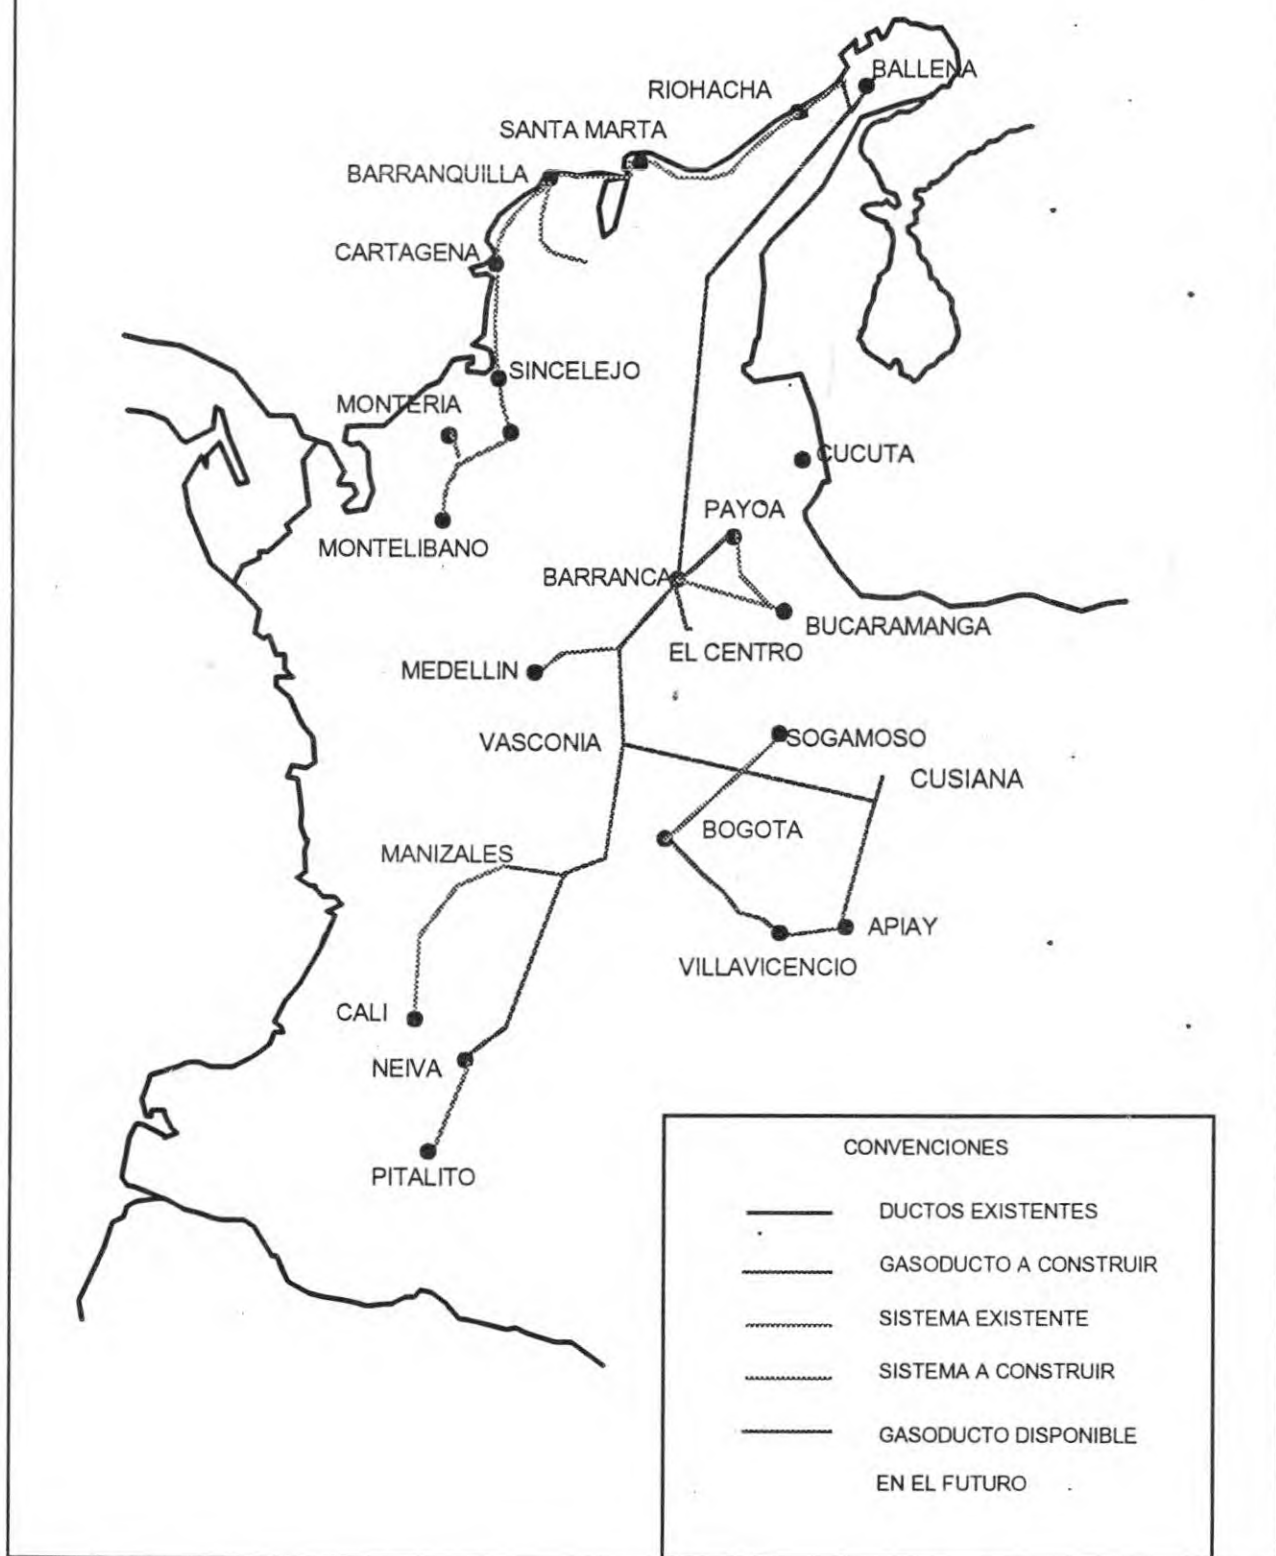 BALLENA
RIOHACHA
SANTA MARTA
BARRANQUILLA
CARTAGENA
SINCELEJO
MONTERIA
CUCUTA
PAYOA
MONTELIBANO
BARRANCA
BUCARAMANGA
EL CENTRO
MEDELLIN
VASCONIA
SOGAMOSO
CUSIANA
BOGOTA
MANIZALES
APIAY
VILLAVICENCIO
CALI
NEIVA
PITALITO
CONVENCIONES
DUCTOS EXISTENTES
GASODUCTO A CONSTRUIR
SISTEMA EXISTENTE
SISTEMA A CONSTRUIR
GASODUCTO DISPONIBLE
EN EL FUTURO